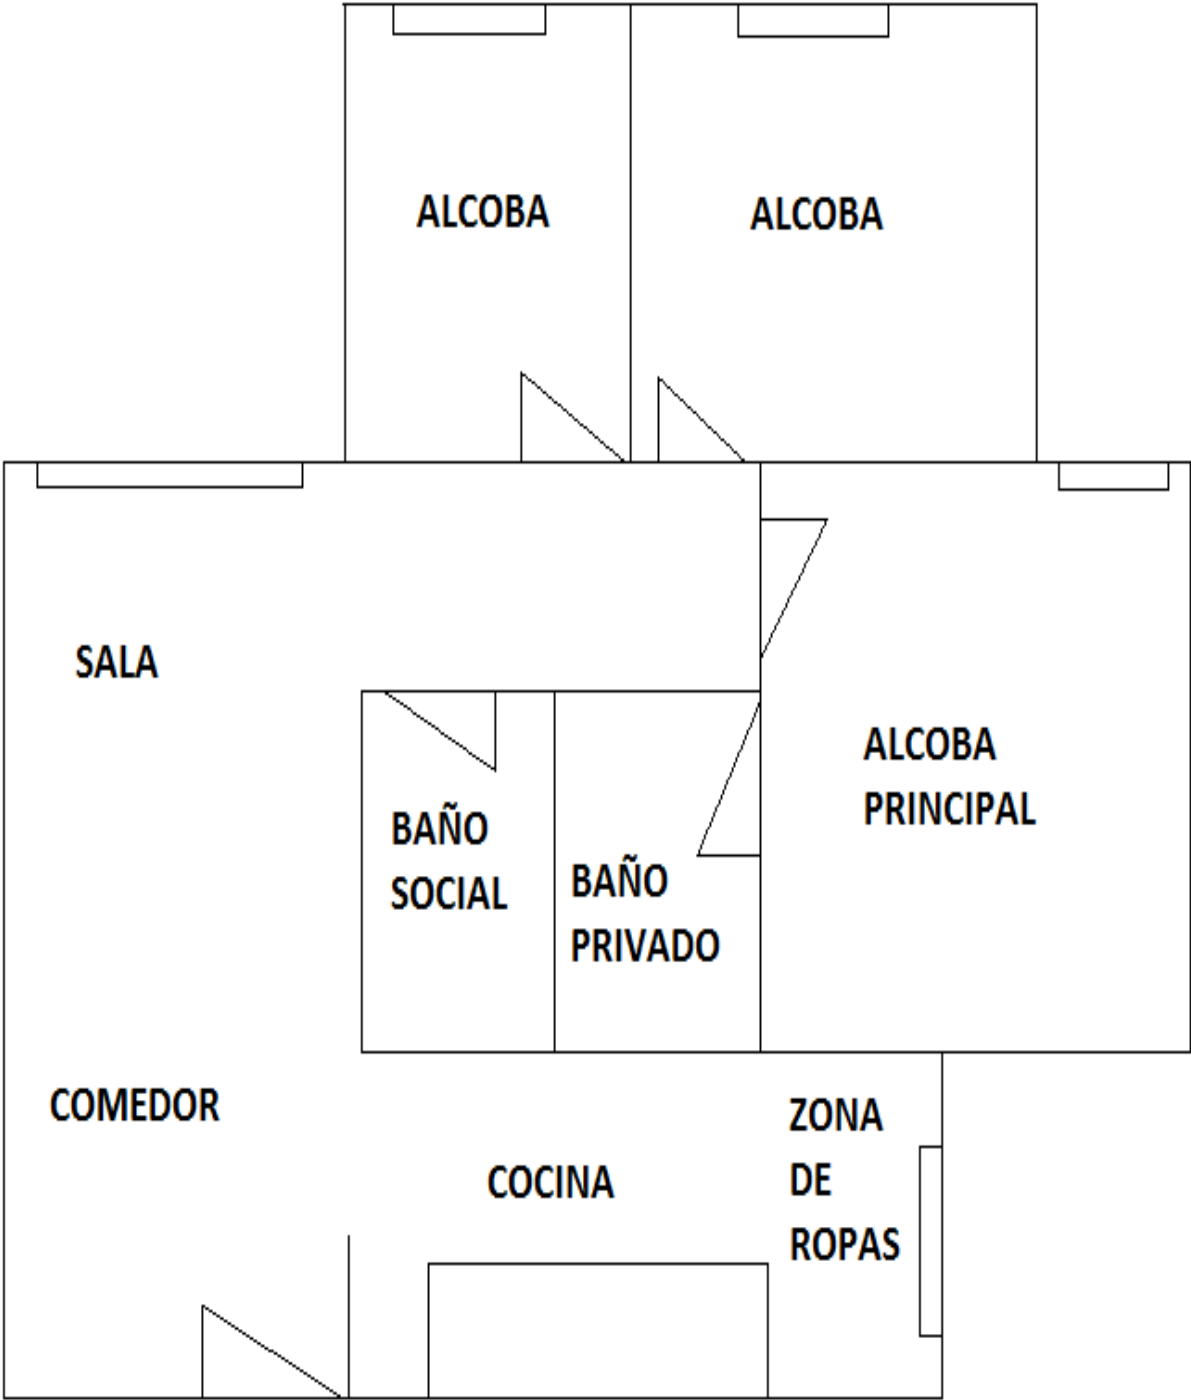 ALCOBA
ALCOBA
SALA
ALCOBA
PRINCIPAL
BAÑO
SOCIAL
BAÑO
PRIVADO
COMEDOR
COCINA
ZONA
DE
ROPAS